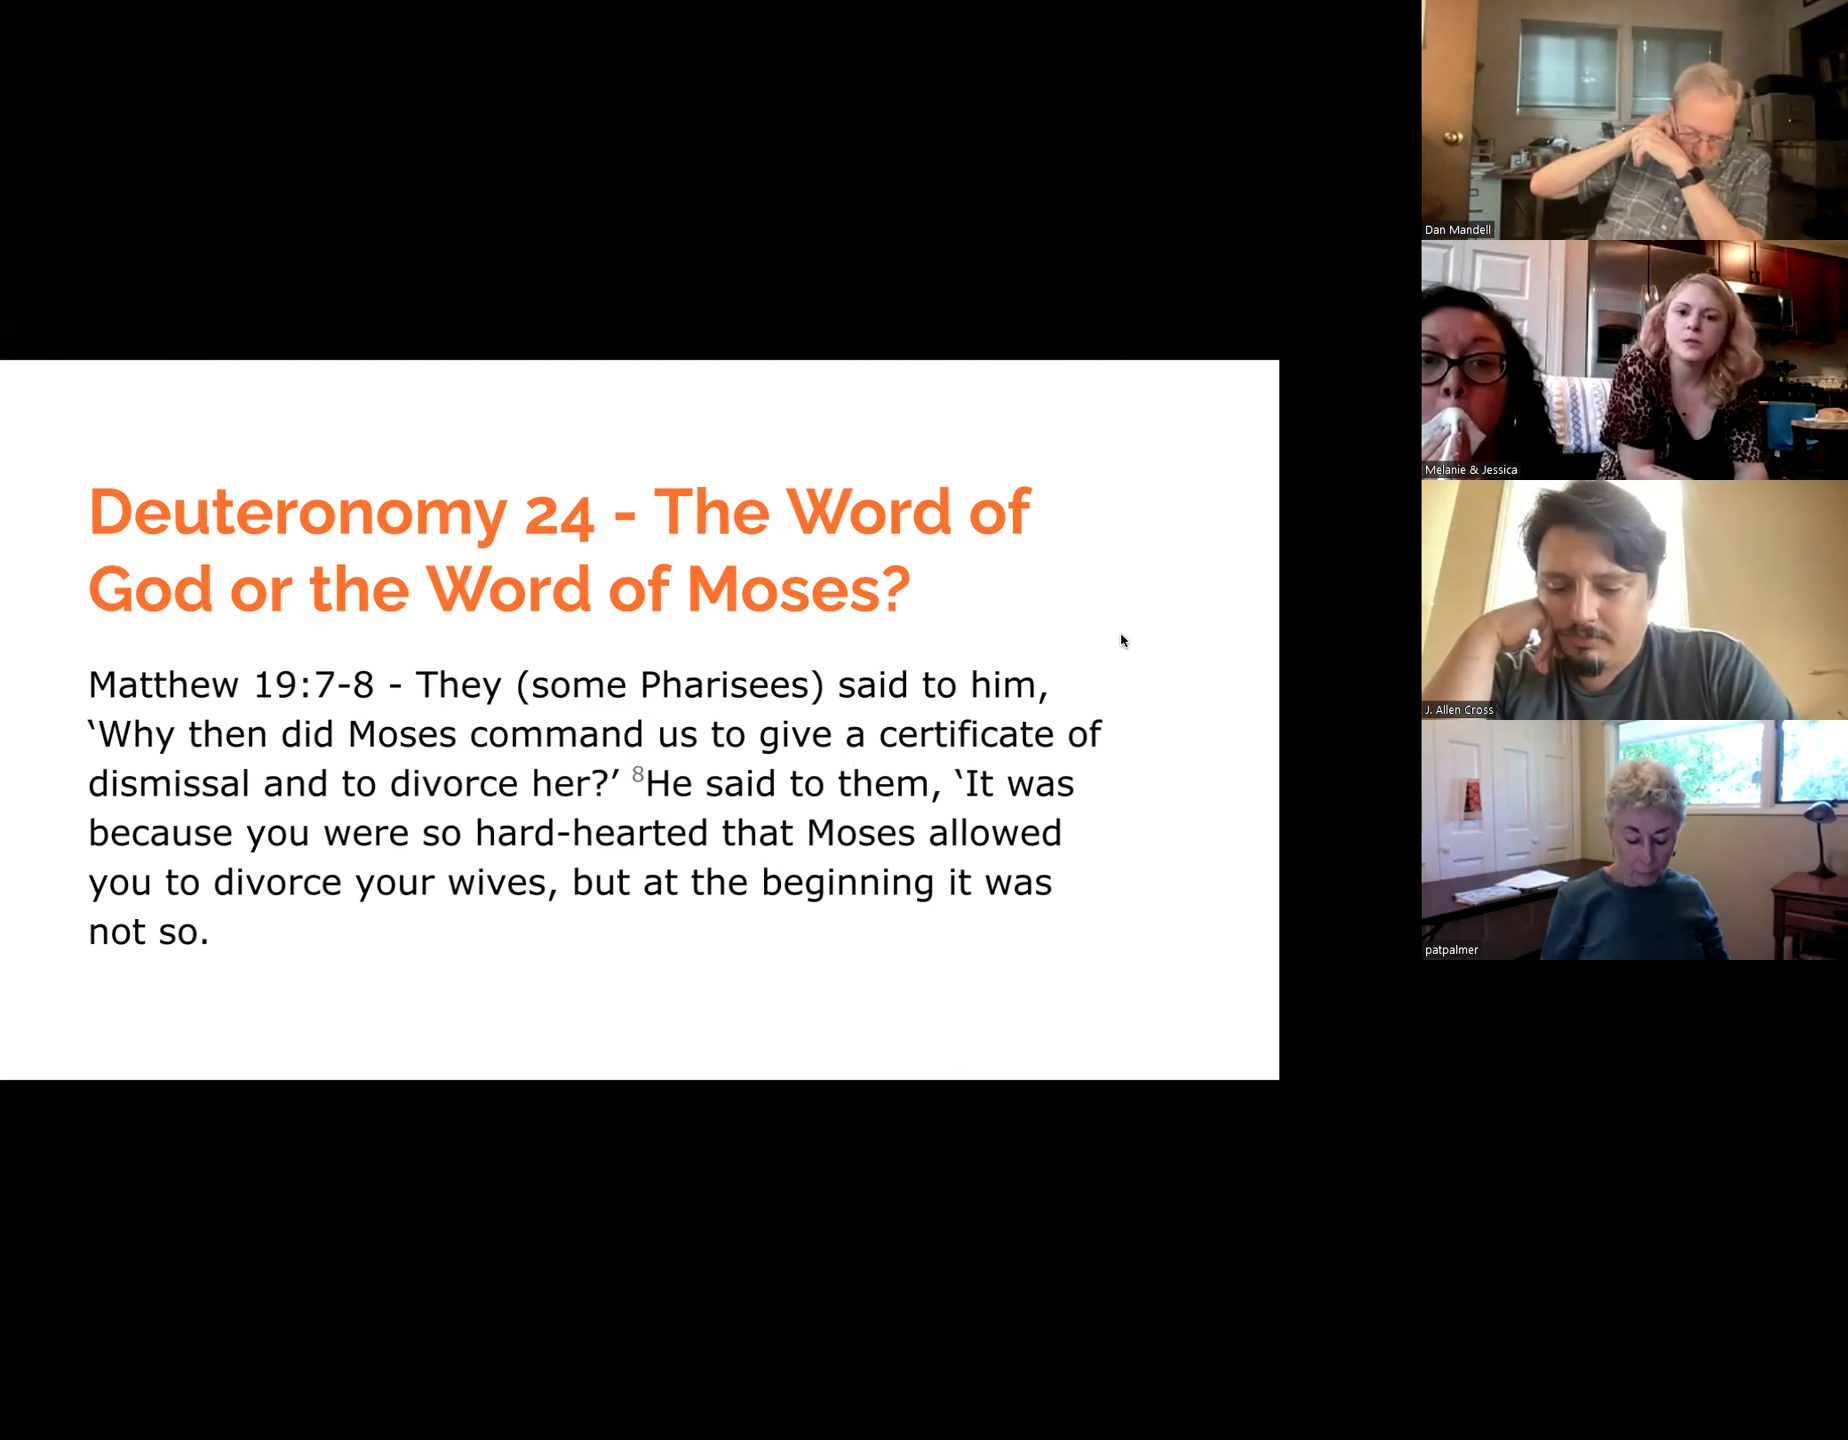 Deuteronomy 24 - The Word of
God or the Word of Moses?
Matthew 19:7-8 - They (some Pharisees) said to him,
‘Why then did Moses command us to give a certificate of
dismissal and to divorce her?’ ⁸He said to them, ‘It was
because you were so hard-hearted that Moses allowed
you to divorce your wives, but at the beginning it was
not so.
Dan Mandell
Melanie & Jessica
J. Allen Cross
patpalmer